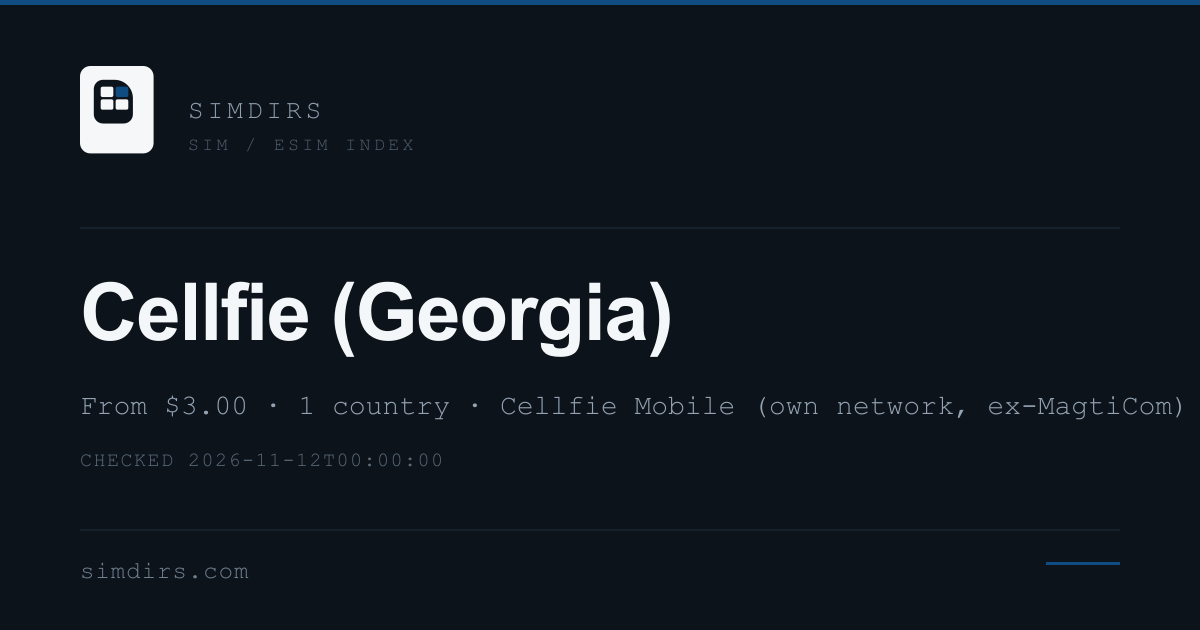 SIMDIRS
SIM / ESIM INDEX
Cellfie (Georgia)
From $3.00 · 1 country · Cellfie Mobile (own network, ex-MagtiCom)
CHECKED 2026-11-12T00:00:00
simdirs.com